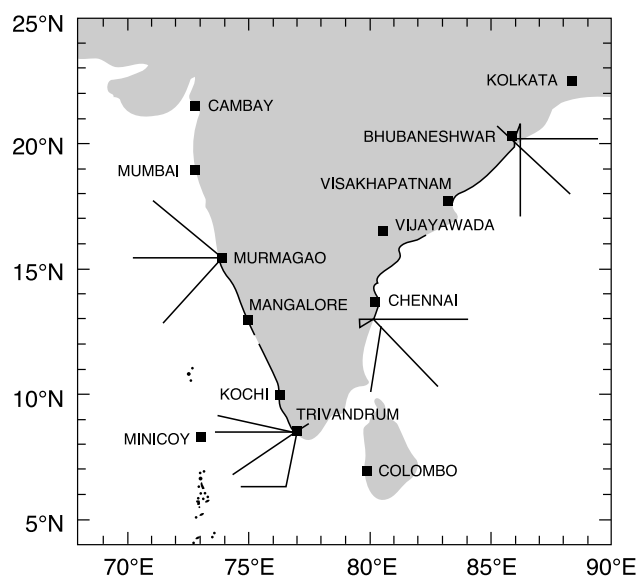 25°N
KOLKATA
CAMBAY
20°N
BHUBANESHWAR
MUMBAI
VISAKHAPATNAM
VIJAYAWADA
15°N
MURMAGAO
CHENNAI
MANGALORE
10°N
KOCHI
TRIVANDRUM
MINICOY
COLOMBO
5°N
70°E 75°E 80°E 85°E 90°E